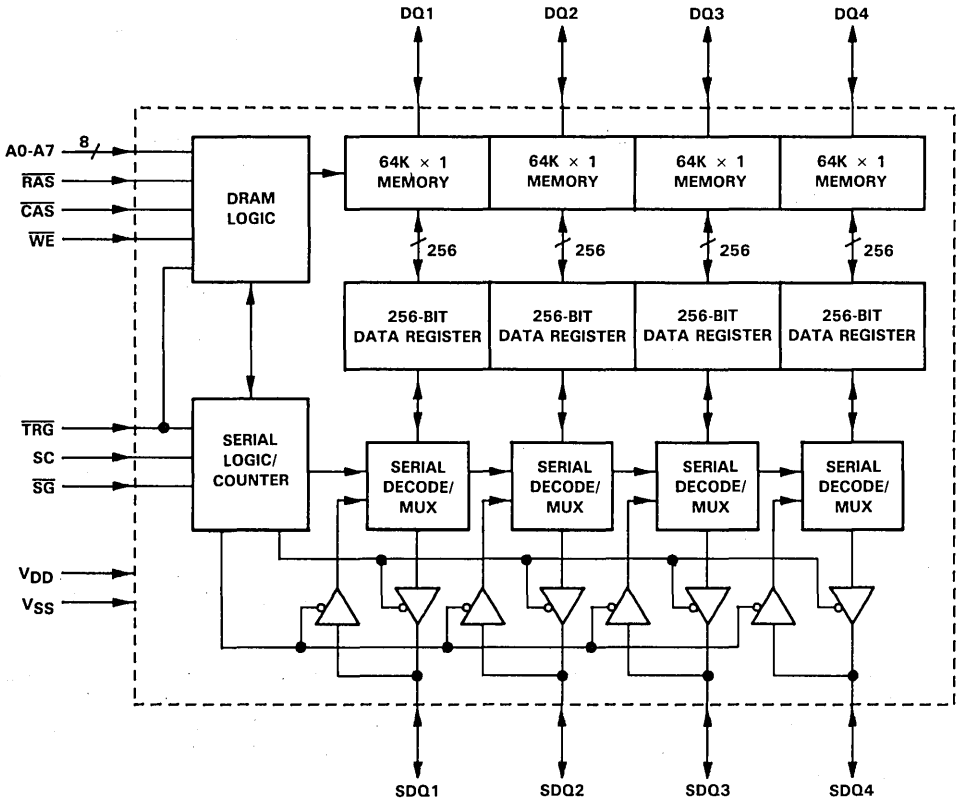 DQ1
DQ2
DQ3
DQ4
A0-A7
8
RAS
CAS
WE
DRAM
LOGIC
64K × 1
MEMORY
64K × 1
MEMORY
64K × 1
MEMORY
64K × 1
MEMORY
256
256
256
256
256-BIT
DATA REGISTER
256-BIT
DATA REGISTER
256-BIT
DATA REGISTER
256-BIT
DATA REGISTER
TRG
SC
SG
SERIAL
LOGIC/
COUNTER
SERIAL
DECODE/
MUX
SERIAL
DECODE/
MUX
SERIAL
DECODE/
MUX
SERIAL
DECODE/
MUX
VDD
VSS
SDQ1
SDQ2
SDQ3
SDQ4